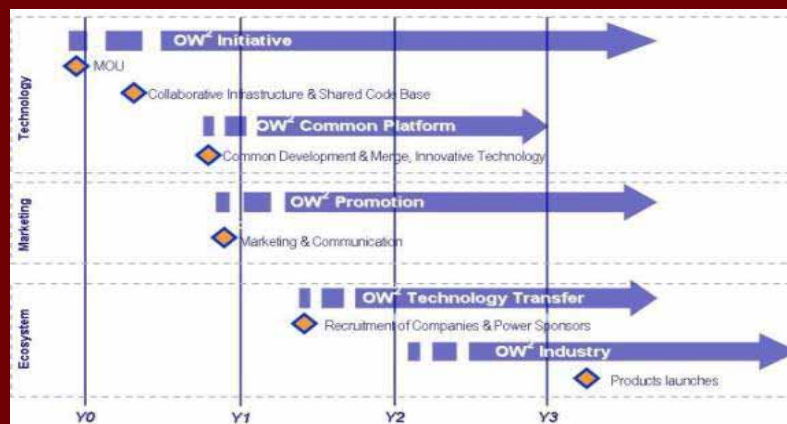 Technology
OW² Initiative
MOU
Collaborative Infrastructure & Shared Code Base
OW² Common Platform
Common Development & Merge, Innovative Technology
Marketing
OW² Promotion
Marketing & Communication
Ecosystem
OW² Technology Transfer
Recruitment of Companies & Power Sponsors
OW² Industry
Products launches
Y0 Y1 Y2 Y3